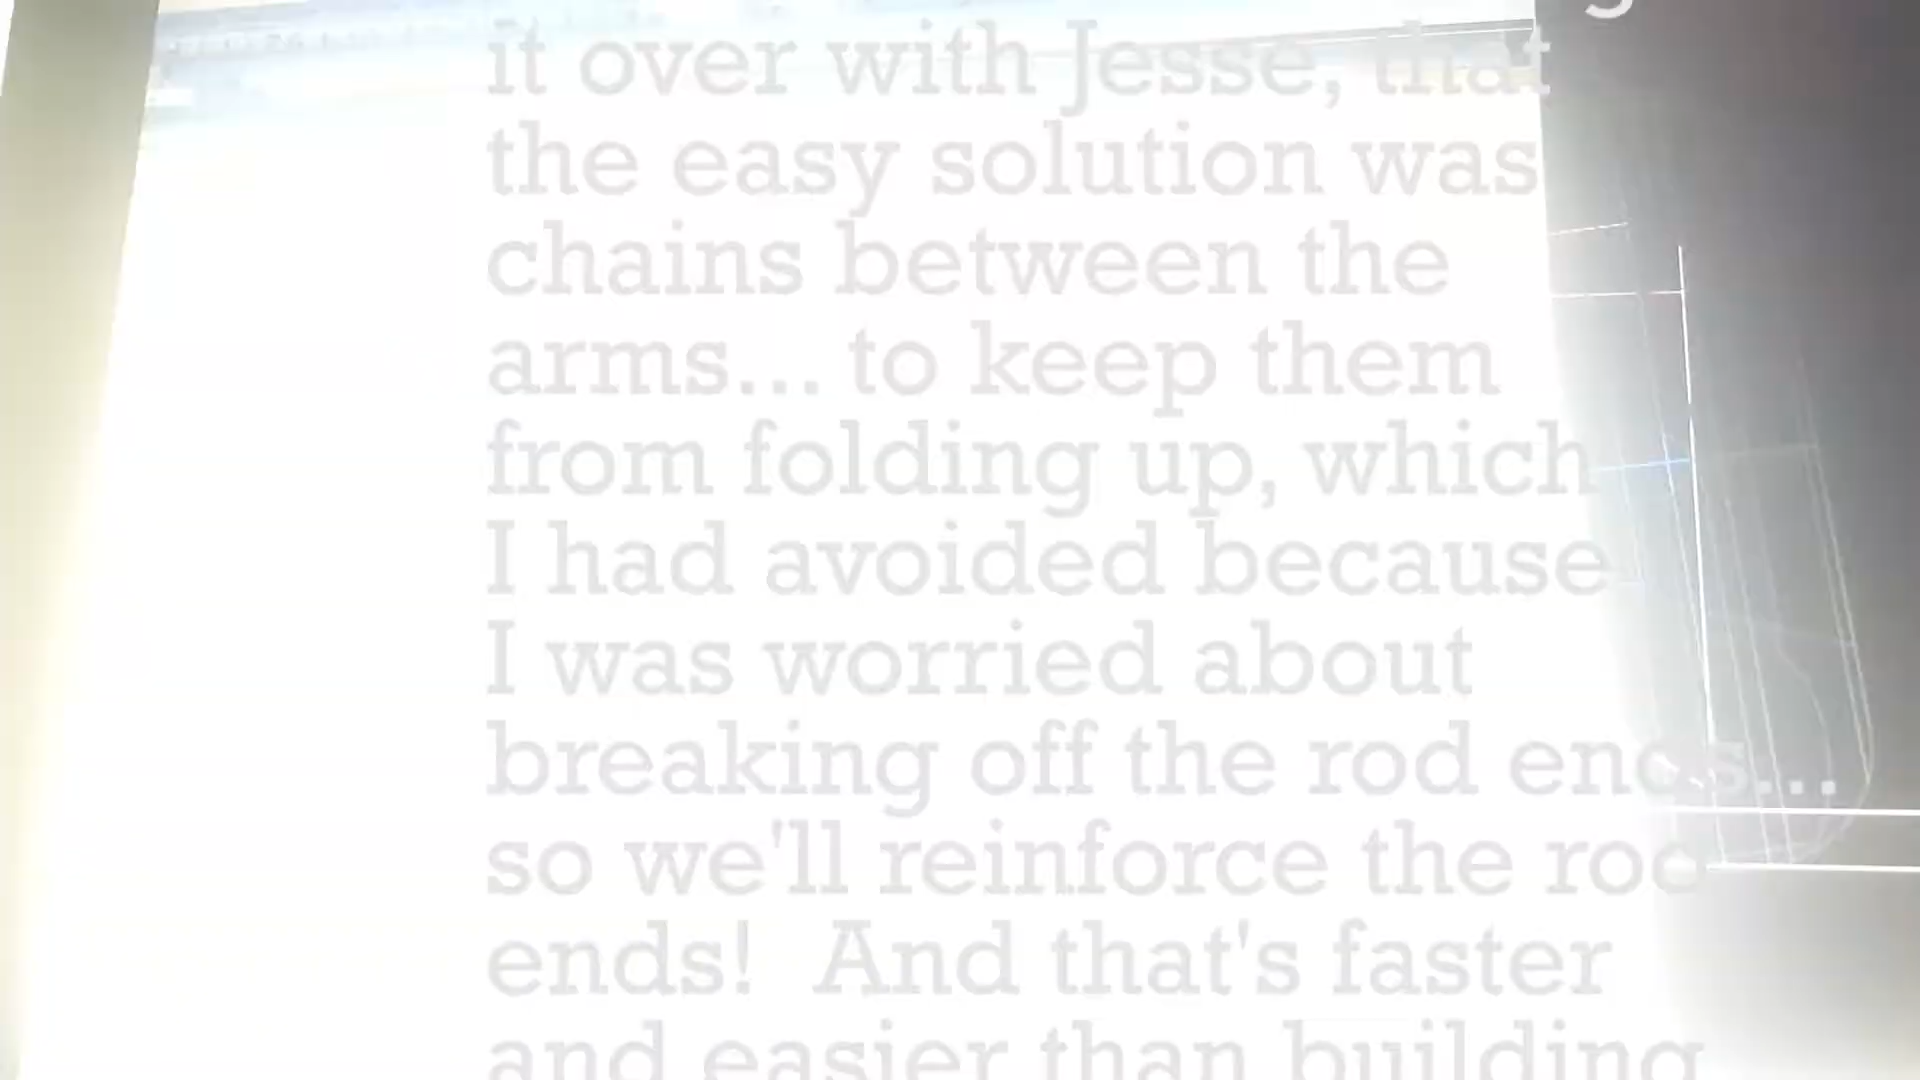 it over with Jesse, that
the easy solution was
chains between the
arms... to keep them
from folding up, which
I had avoided because
I was worried about
breaking off the rod ends...
so we'll reinforce the rod
ends!  And that's faster
and easier than building